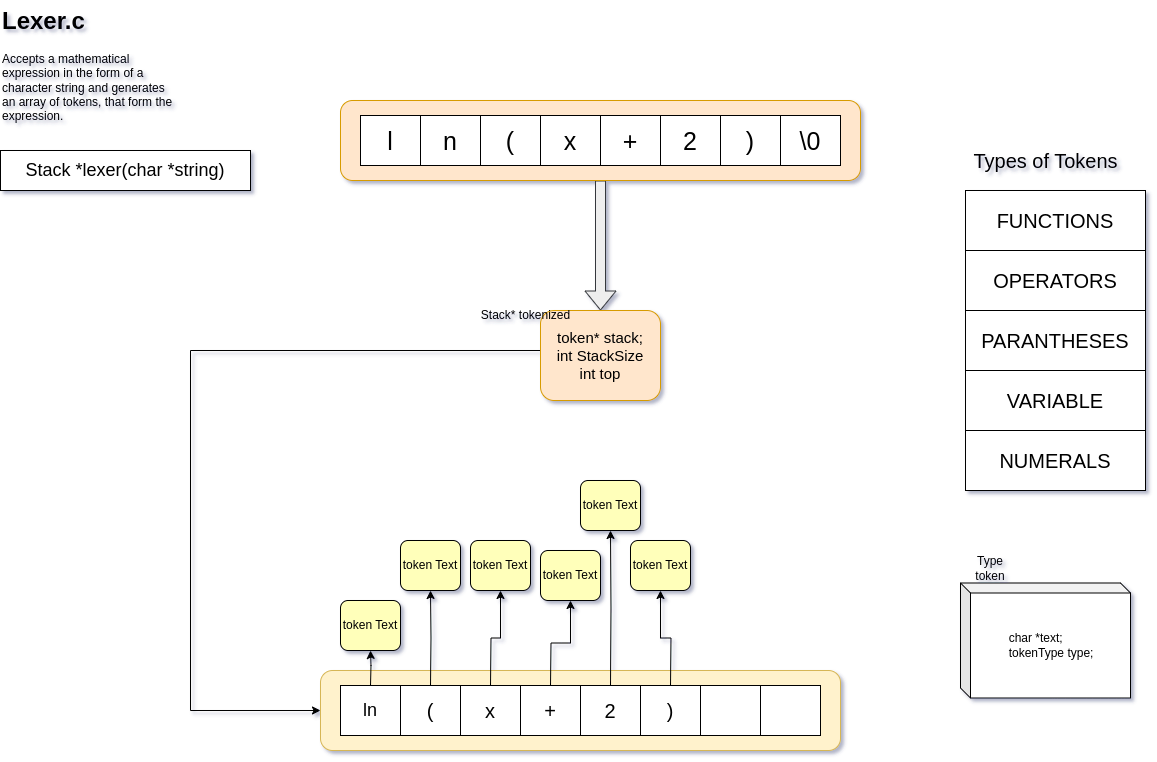 Lexer.c
Accepts a mathematical
expression in the form of a
character string and generates
an array of tokens, that form the
expression.
Stack *lexer(char *string)
l n ( x + 2 ) \0
Types of Tokens
FUNCTIONS
OPERATORS
PARANTHESES
VARIABLE
NUMERALS
Stack* tokenized
token* stack;
int StackSize
int top
token Text
token Text
token Text
token Text
token Text
token Text
ln ( x + 2 )
Type
token
char *text;
tokenType type;